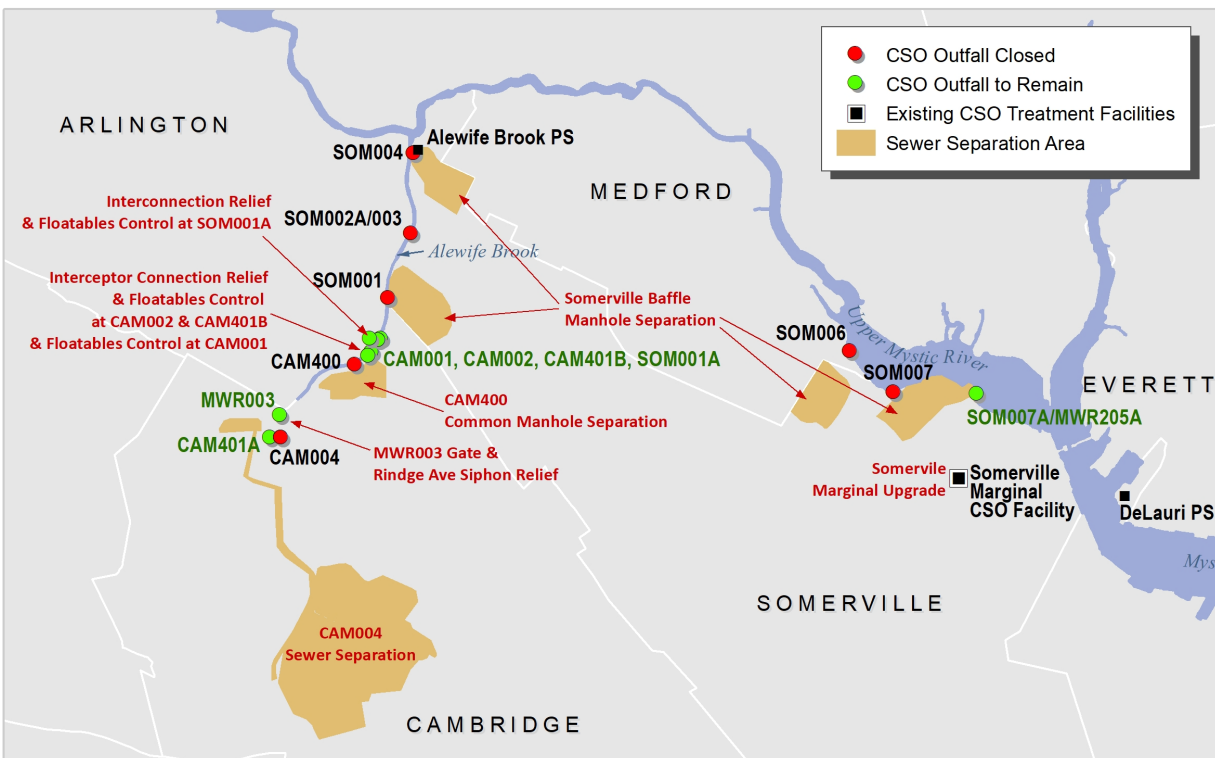 CSO Outfall Closed
CSO Outfall to Remain
Existing CSO Treatment Facilities
Sewer Separation Area
ARLINGTON
Alewife Brook PS
SOM004
MEDFORD
Interconnection Relief
& Floatables Control at SOM001A
SOM002A/003
Alewife Brook
Interceptor Connection Relief
& Floatables Control
at CAM002 & CAM401B
& Floatables Control at CAM001
SOM001
Somerville Baffle
Manhole Separation
SOM006
Upper Mystic River
CAM001, CAM002, CAM401B, SOM001A
CAM400
SOM007
EVERETT
MWR003
CAM400
Common Manhole Separation
SOM007A/MWR205A
CAM401A
CAM004
MWR003 Gate &
Rindge Ave Siphon Relief
Somervile
Marginal Upgrade
Somerville
Marginal
CSO Facility
DeLauri PS
Mys
SOMERVILLE
CAM004
Sewer Separation
CAMBRIDGE